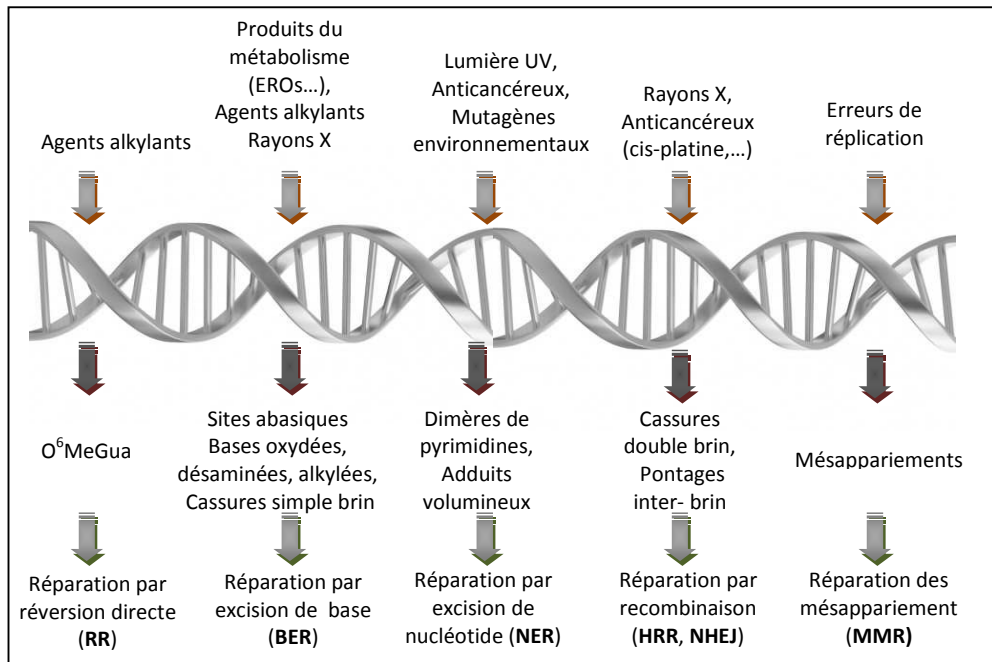 Agents alkylants
Produits du
métabolisme
(EROs…),
Agents alkylants
Rayons X
Lumière UV,
Anticancéreux,
Mutagènes
environnementaux
Rayons X,
Anticancéreux
(cis-platine,…)
Erreurs de
réplication
O⁶MeGua
Sites abasiques
Bases oxydées,
désaminées, alkylées,
Cassures simple brin
Dimères de
pyrimidines,
Adduits
volumineux
Cassures
double brin,
Pontages
inter- brin
Mésappariements
Réparation par
réversion directe
(RR)
Réparation par
excision de base
(BER)
Réparation par
excision de
nucléotide (NER)
Réparation par
recombinaison
(HRR, NHEJ)
Réparation des
mésappariement
(MMR)